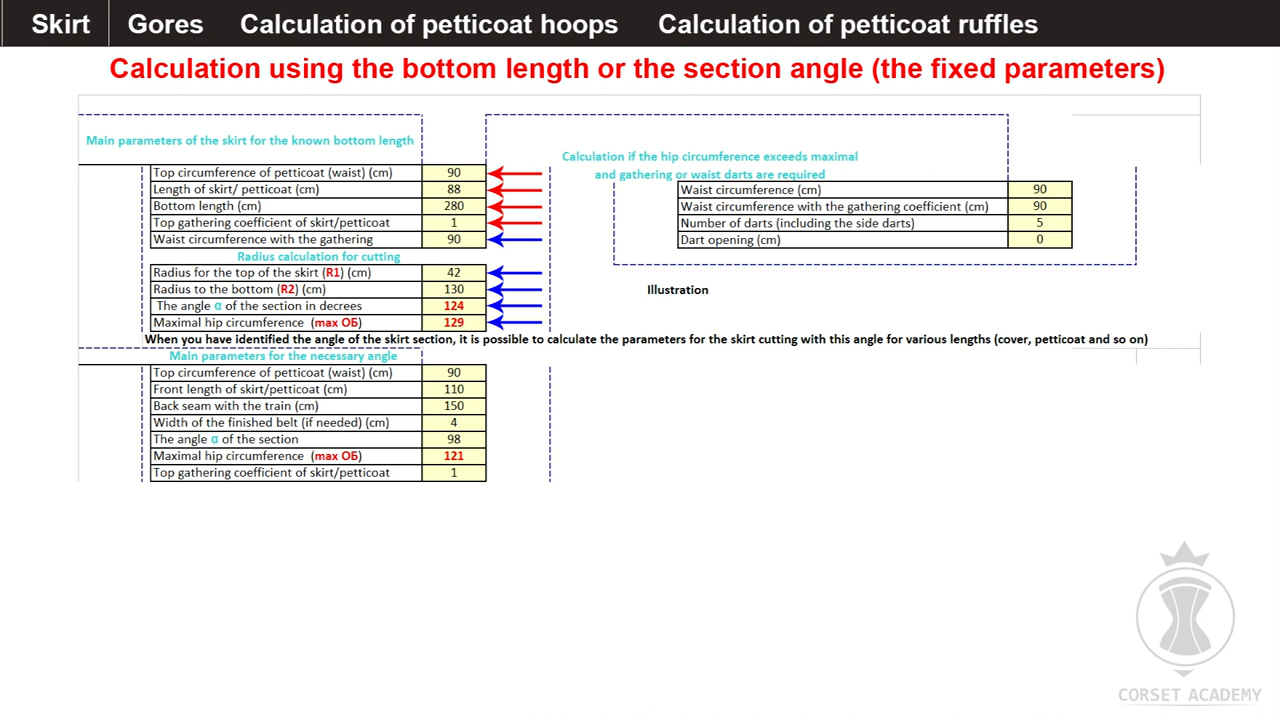 Skirt Gores Calculation of petticoat hoops Calculation of petticoat ruffles
Calculation using the bottom length or the section angle (the fixed parameters)
Main parameters of the skirt for the known bottom length
Top circumference of petticoat (waist) (cm) 90
Length of skirt/ petticoat (cm) 88
Bottom length (cm) 280
Top gathering coefficient of skirt/petticoat 1
Waist circumference with the gathering 90
Radius calculation for cutting
Radius for the top of the skirt (R1) (cm) 42
Radius to the bottom (R2) (cm) 130
The angle α of the section in decrees 124
Maximal hip circumference (max ОБ) 129
Calculation if the hip circumference exceeds maximal
and gathering or waist darts are required
Waist circumference (cm) 90
Waist circumference with the gathering coefficient (cm) 90
Number of darts (including the side darts) 5
Dart opening (cm) 0
Illustration
When you have identified the angle of the skirt section, it is possible to calculate the parameters for the skirt cutting with this angle for various lengths (cover, petticoat and so on)
Main parameters for the necessary angle
Top circumference of petticoat (waist) (cm) 90
Front length of skirt/petticoat (cm) 110
Back seam with the train (cm) 150
Width of the finished belt (if needed) (cm) 4
The angle α of the section 98
Maximal hip circumference (max ОБ) 121
Top gathering coefficient of skirt/petticoat 1
CORSET ACADEMY